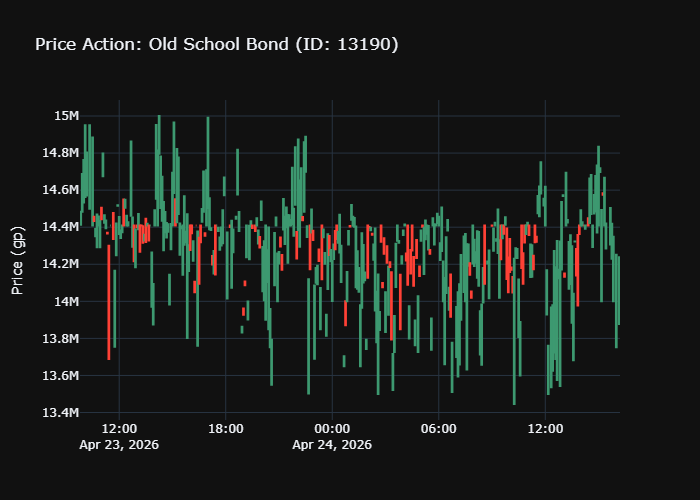 Price Action: Old School Bond (ID: 13190)
15M
14.8M
14.6M
14.4M
14.2M
14M
13.8M
13.6M
13.4M
Price (gp)
12:00 18:00 00:00 06:00 12:00
Apr 23, 2026 Apr 24, 2026